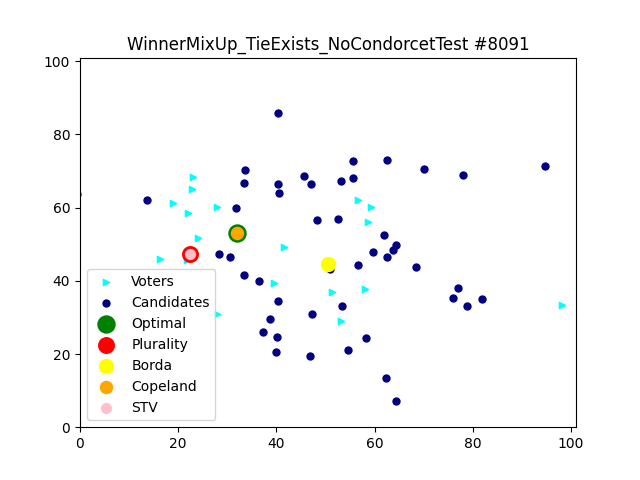 WinnerMixUp_TieExists_NoCondorcetTest #8091
100
80
60
40
20
0
Voters
Candidates
Optimal
Plurality
Borda
Copeland
STV
0 20 40 60 80 100